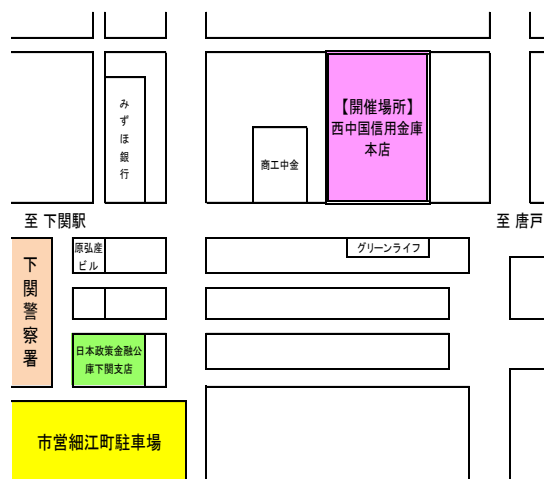 【開催場所】
西中国信用金庫
本店
みずほ銀行
商工中金
至 下関駅
至 唐戸
原弘産
ビル
グリーンライフ
下関警察署
日本政策金融公
庫下関支店
市営細江町駐車場